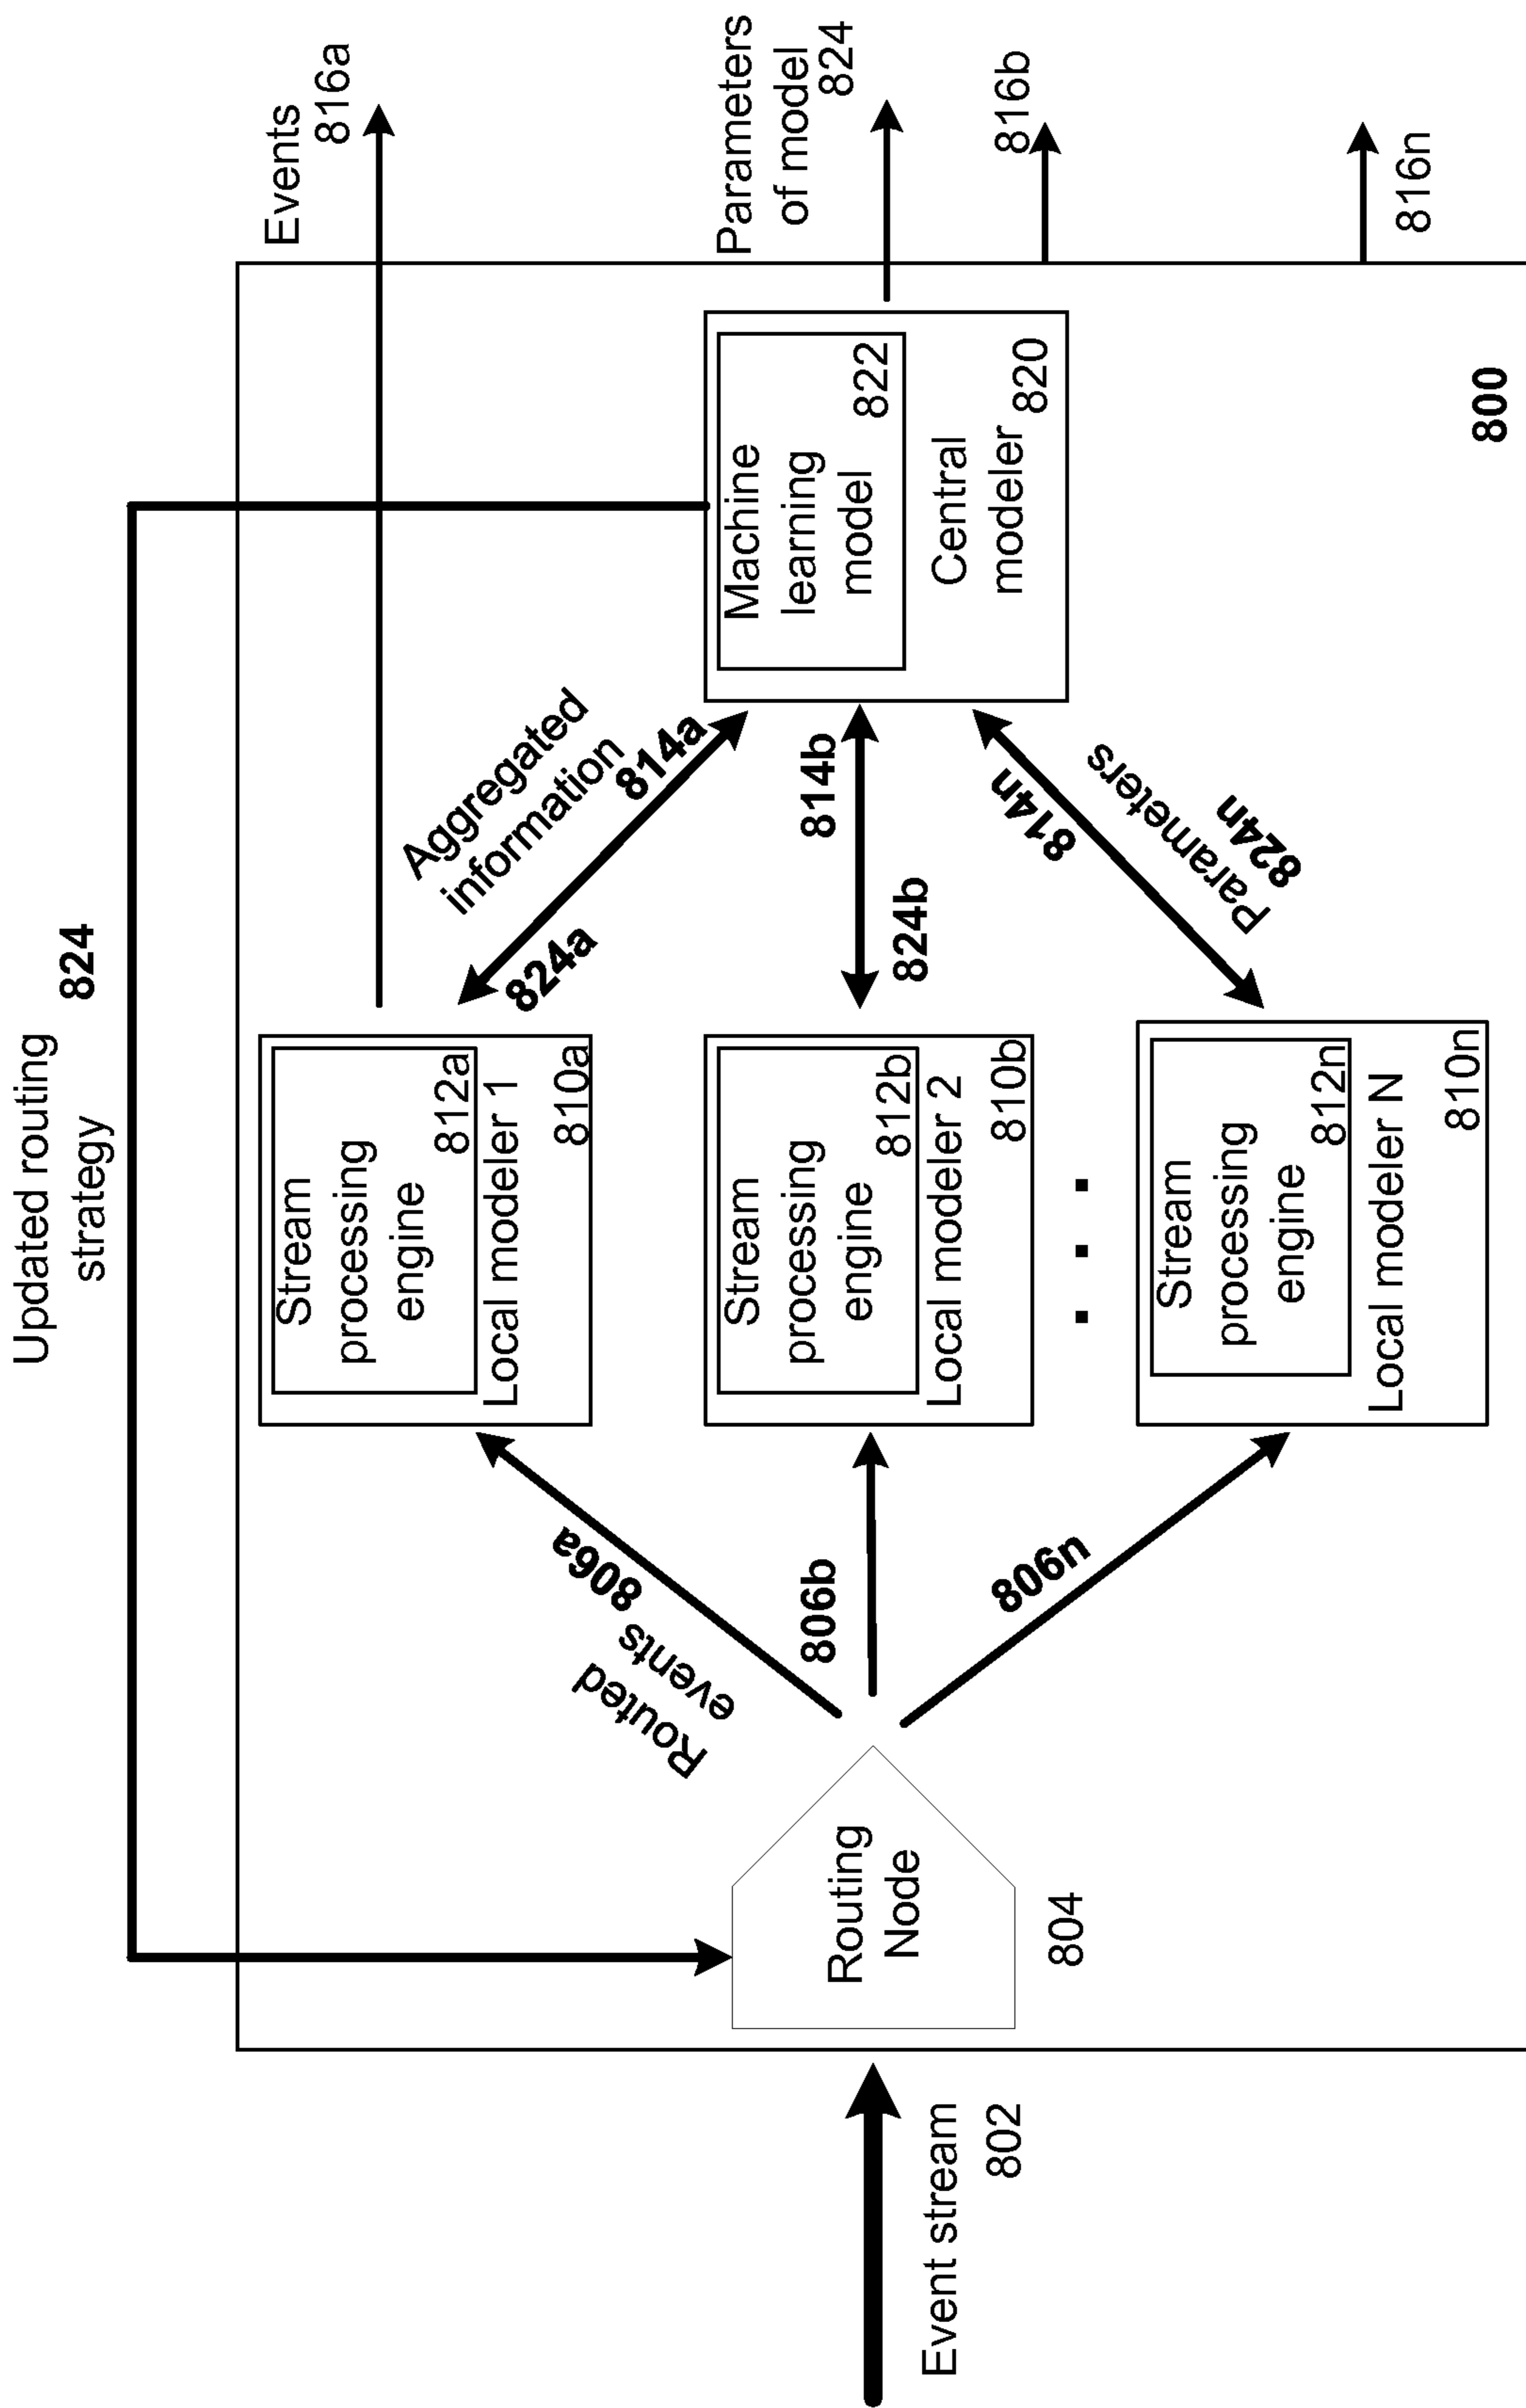 Updated routing
strategy
824
Events
816a
Parameters
of model
824
816b
816n
Event stream
802
Routing
Node
804
Routed
events 806a
806b
806n
Stream
processing
engine
812a
Local modeler 1
810a
Stream
processing
engine
812b
Local modeler 2
810b
. . .
Stream
processing
engine
812n
Local modeler N
810n
Aggregated
information
814a
824a
814b
824b
814n
Parameters
824n
Machine
learning
model
822
Central
modeler
820
800